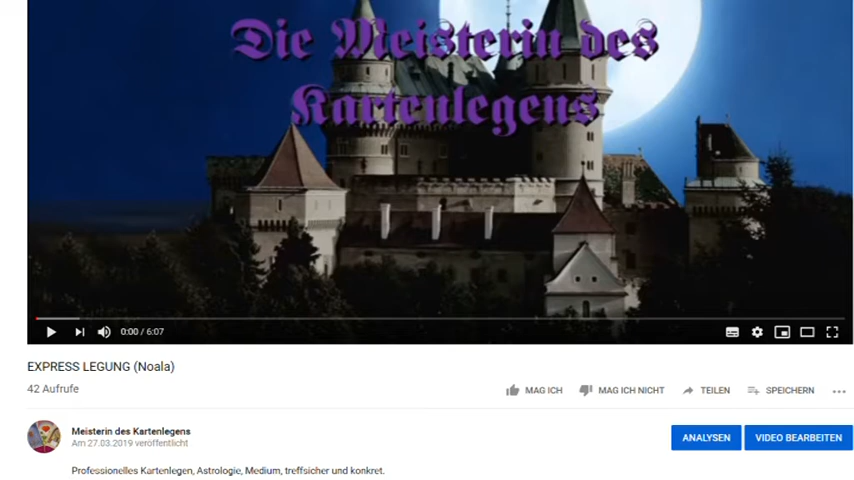 Die Meisterin des
Kartenlegens
0:00 / 6:07
EXPRESS LEGUNG (Noala)
42 Aufrufe
MAG ICH MAG ICH NICHT TEILEN SPEICHERN ...
Meisterin des Kartenlegens
Am 27.03.2019 veröffentlicht
ANALYSEN VIDEO BEARBEITEN
Professionelles Kartenlegen, Astrologie, Medium, treffsicher und konkret.